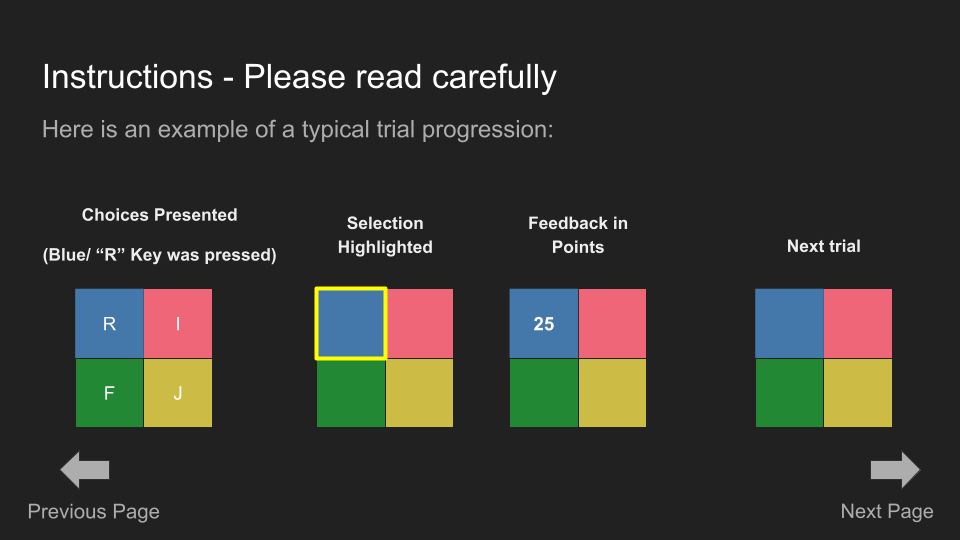 Instructions - Please read carefully
Here is an example of a typical trial progression:
Choices Presented
(Blue/ “R” Key was pressed)
Selection
Highlighted
Feedback in
Points
Next trial
R I
F J
25
Previous Page
Next Page